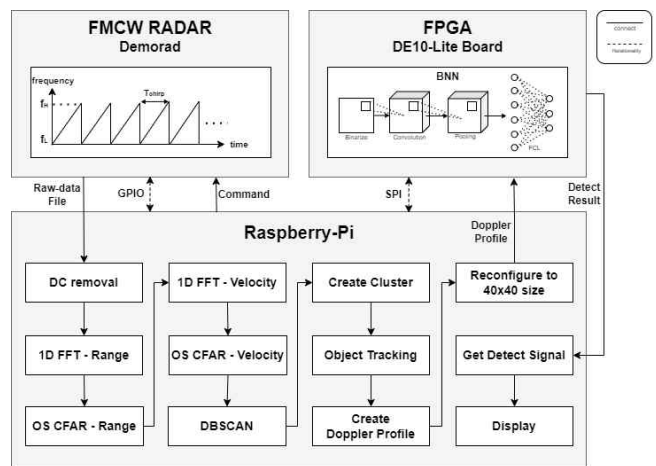 FMCW RADAR
Demorad
frequency
Tchirp
fH
fL
time
FPGA
DE10-Lite Board
BNN
Binarize
Convolution
Pooling
FCL
connect
Relationality
Raw-data
File
GPIO
Command
SPI
Doppler
Profile
Detect
Result
Raspberry-Pi
DC removal
1D FFT - Range
OS CFAR - Range
1D FFT - Velocity
OS CFAR - Velocity
DBSCAN
Create Cluster
Object Tracking
Create
Doppler Profile
Reconfigure to
40x40 size
Get Detect Signal
Display